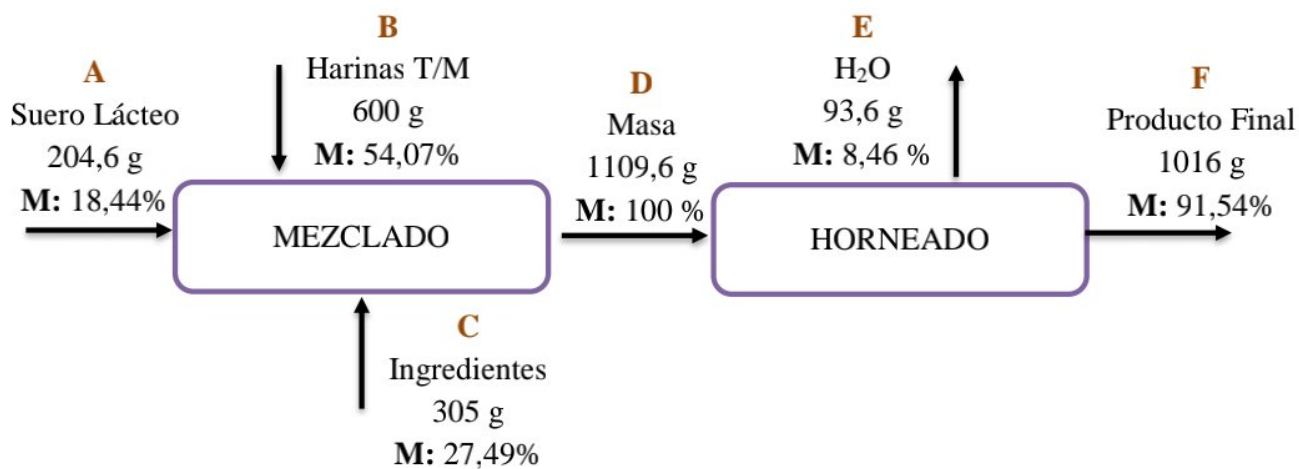 A
Suero Lácteo
204,6 g
M: 18,44%
B
Harinas T/M
600 g
M: 54,07%
MEZCLADO
C
Ingredientes
305 g
M: 27,49%
D
Masa
1109,6 g
M: 100 %
E
H₂O
93,6 g
M: 8,46 %
HORNEADO
F
Producto Final
1016 g
M: 91,54%